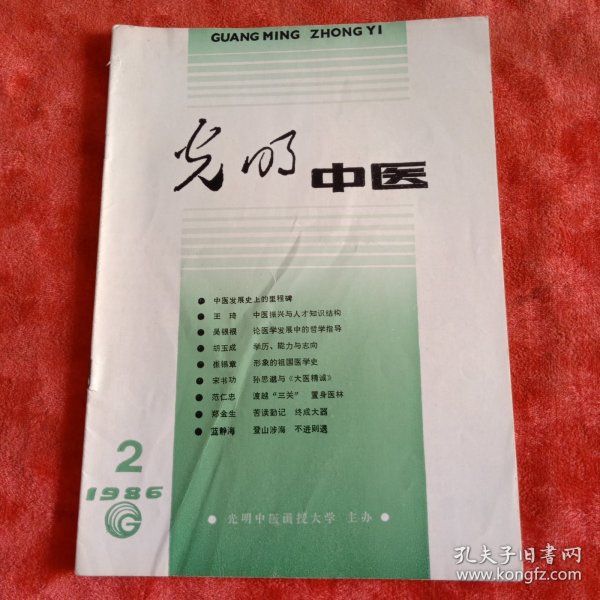 GUANG MING ZHONG YI
光明 中医
● 中医发展史上的里程碑
● 王琦 中医振兴与人才知识结构
● 吴银根 论医学发展中的哲学指导
● 胡玉成 学历、能力与志向
● 崔锡章 形象的祖国医学史
● 宋书功 孙思邈与《大医精诚》
● 范仁忠 渡越“三关” 置身医林
● 郑金生 苦读勤记 终成大器
● 蓝静海 登山涉海 不进则退
2
1986
● 光明中医函授大学 主办 ●
孔夫子旧书网
www.kongfz.com